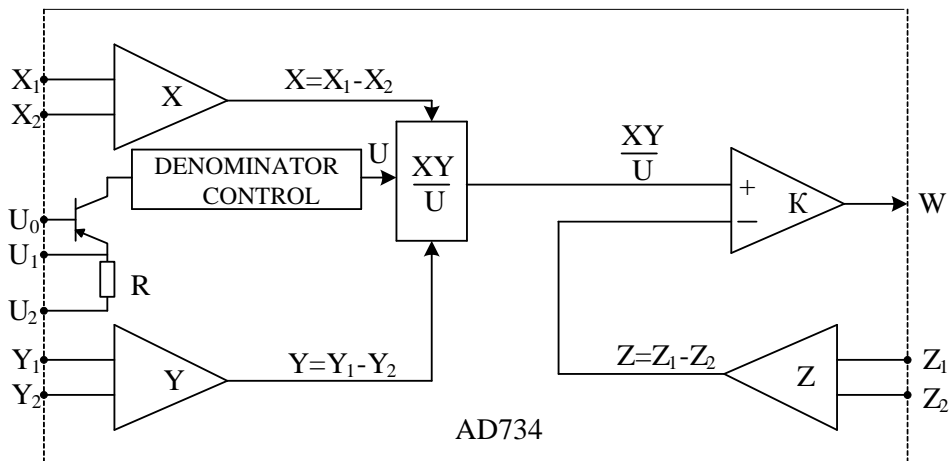 X₁
X₂
X
X=X₁-X₂
DENOMINATOR
CONTROL
U
XY
U
XY
U
+
−
К
W
U₀
U₁
U₂
R
Y₁
Y₂
Y
Y=Y₁-Y₂
Z=Z₁-Z₂
Z
Z₁
Z₂
AD734